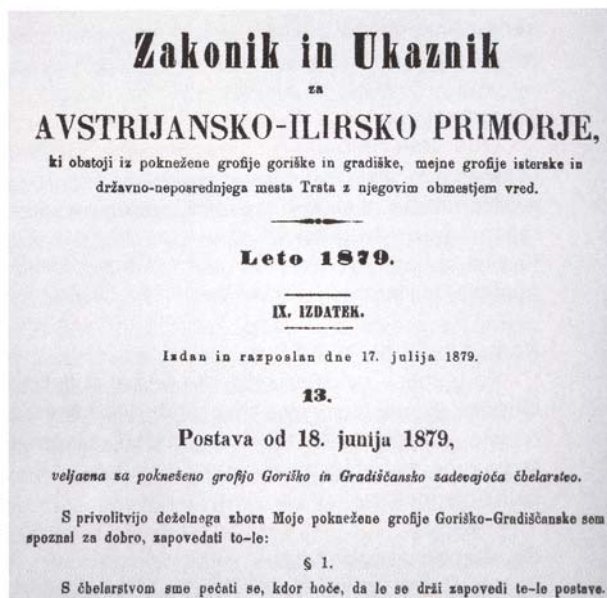 Zakonik in Ukaznik
za
AVSTRIJANSKO-ILIRSKO PRIMORJE,
ki obstoji iz poknežene grofije goriške in gradiške, mejne grofije isterske in
državno-neposrednjega mesta Trsta z njegovim obmestjem vred.
Leto 1879.
IX. IZDATEK.
Izdan in razposlan dne 17. julija 1879.
13.
Postava od 18. junija 1879,
veljavna za pokneženo grofijo Goriško in Gradiščansko zadevajoča čbelarstvo.
S privolitvijo deželnega zbora Moje poknežene grofije Goriško-Gradiščanske sem
spoznal za dobro, zapovedati to-le:
§ 1.
S čbelarstvom sme pečati se, kdor hoče, da le se drži zapovedi te-le postave.